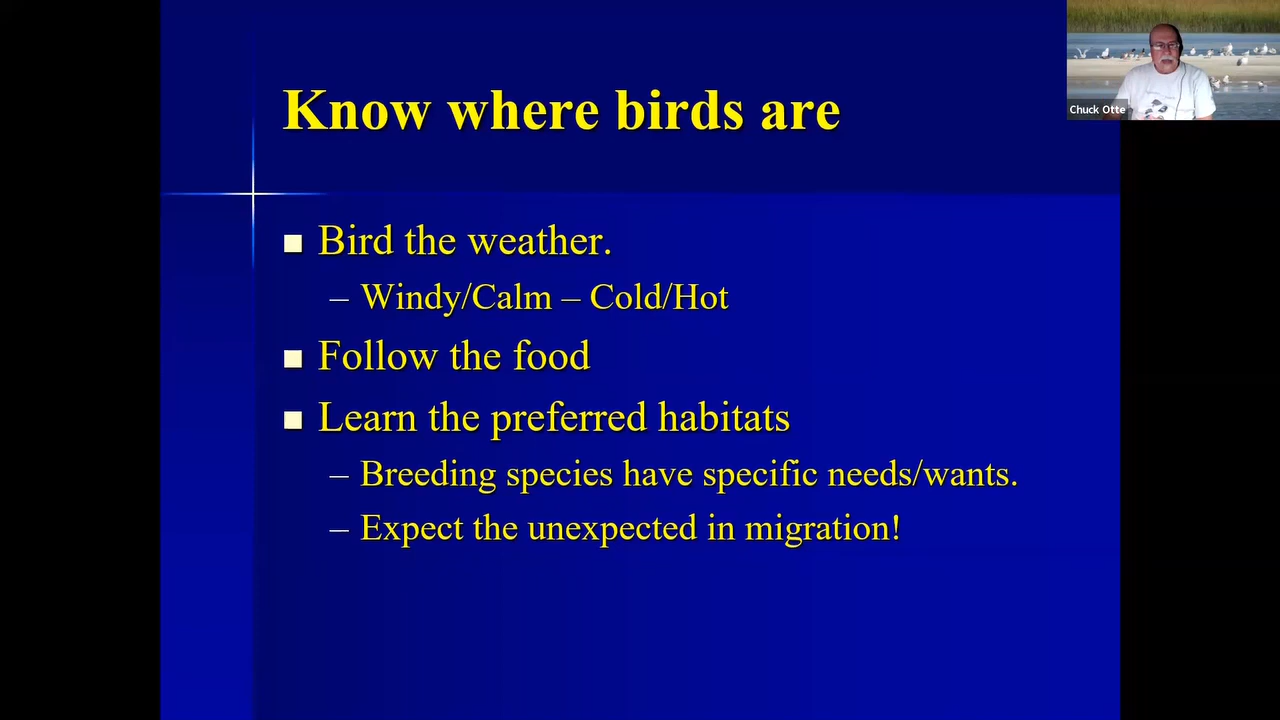 Know where birds are
Chuck Otte
■ Bird the weather.
– Windy/Calm – Cold/Hot
■ Follow the food
■ Learn the preferred habitats
– Breeding species have specific needs/wants.
– Expect the unexpected in migration!